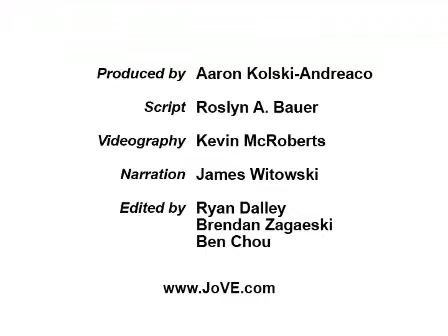 Produced by Aaron Kolski-Andreaco
Script Roslyn A. Bauer
Videography Kevin McRoberts
Narration James Witowski
Edited by Ryan Dalley
Brendan Zagaeski
Ben Chou
www.JoVE.com